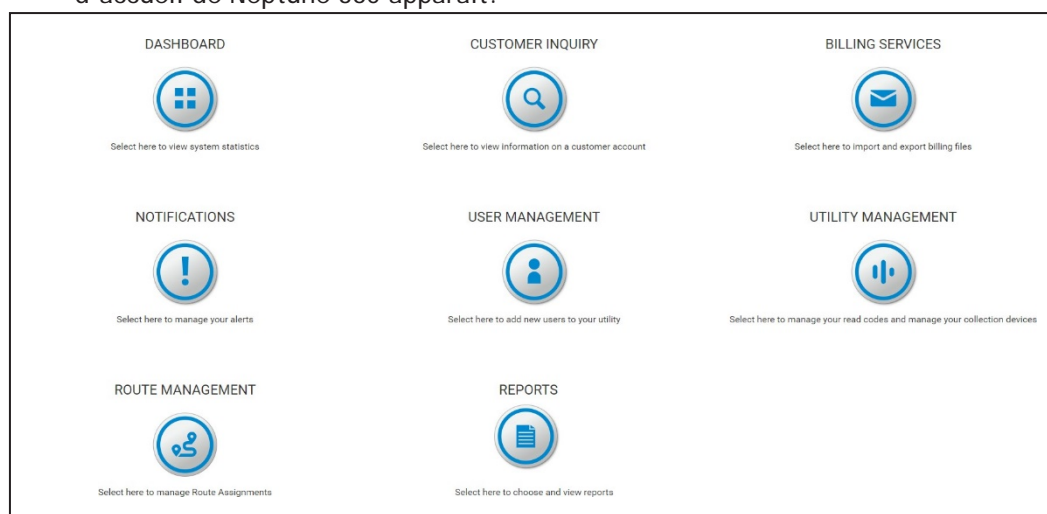 DASHBOARD
CUSTOMER INQUIRY
BILLING SERVICES
Select here to view system statistics
Select here to view information on a customer account
Select here to import and export billing files
NOTIFICATIONS
USER MANAGEMENT
UTILITY MANAGEMENT
Select here to manage your alerts
Select here to add new users to your utility
Select here to manage your read codes and manage your collection devices
ROUTE MANAGEMENT
REPORTS
Select here to manage Route Assignments
Select here to choose and view reports